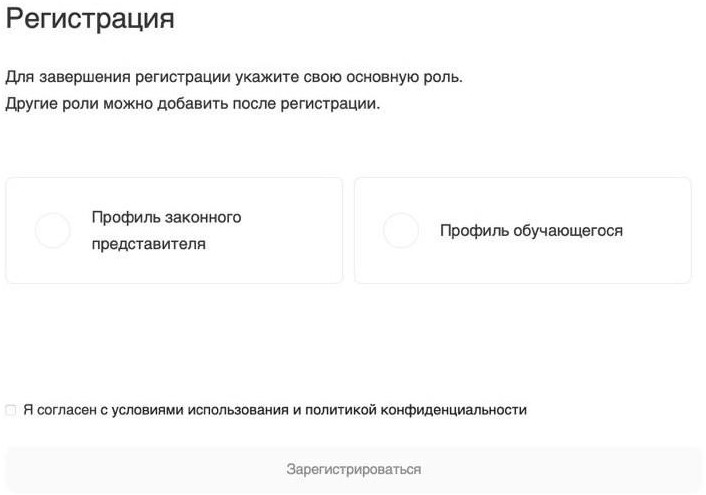 Регистрация
Для завершения регистрации укажите свою основную роль.
Другие роли можно добавить после регистрации.
Профиль законного
представителя
Профиль обучающегося
Я согласен с условиями использования и политикой конфиденциальности
Зарегистрироваться